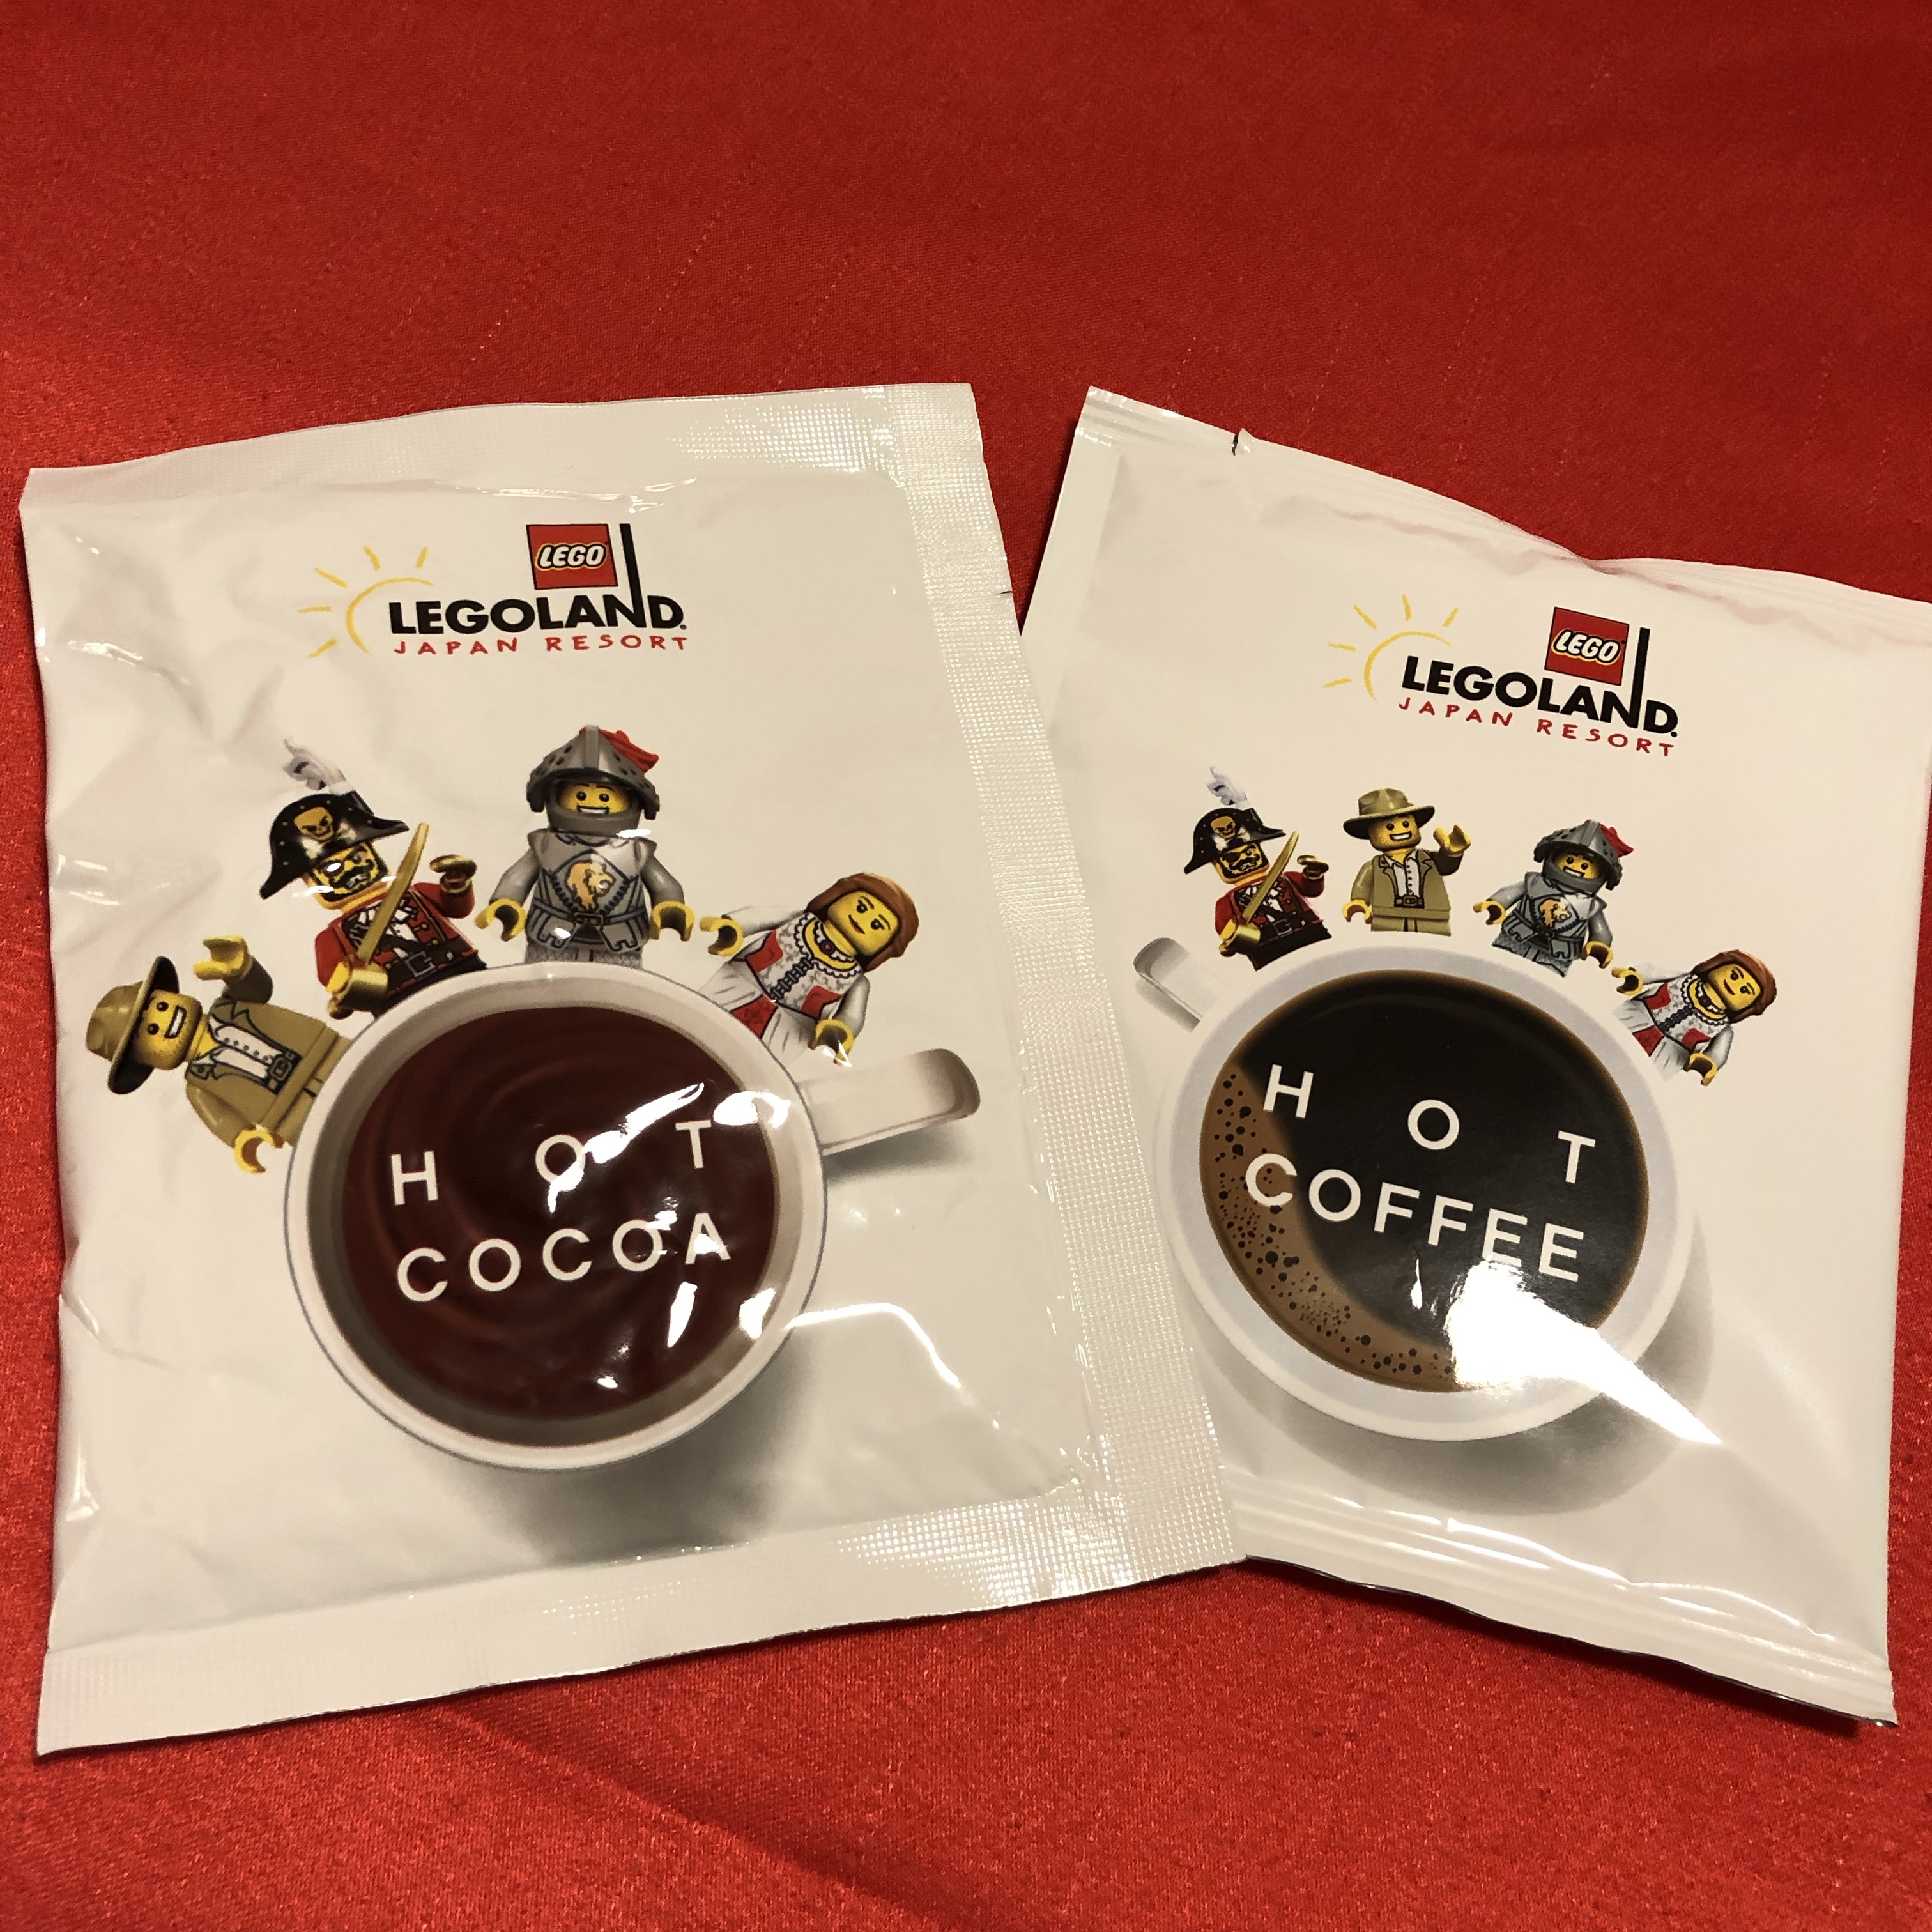 LEGO
LEGOLAND®
JAPAN RESORT
HOT
COCOA
LEGO
LEGOLAND®
JAPAN RESORT
HOT
COFFEE